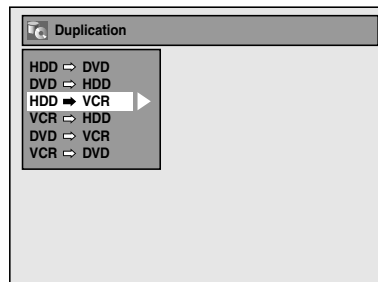 Duplication
HDD ⇨ DVD
DVD ⇨ HDD
HDD ➡ VCR
VCR ⇨ HDD
DVD ⇨ VCR
VCR ⇨ DVD